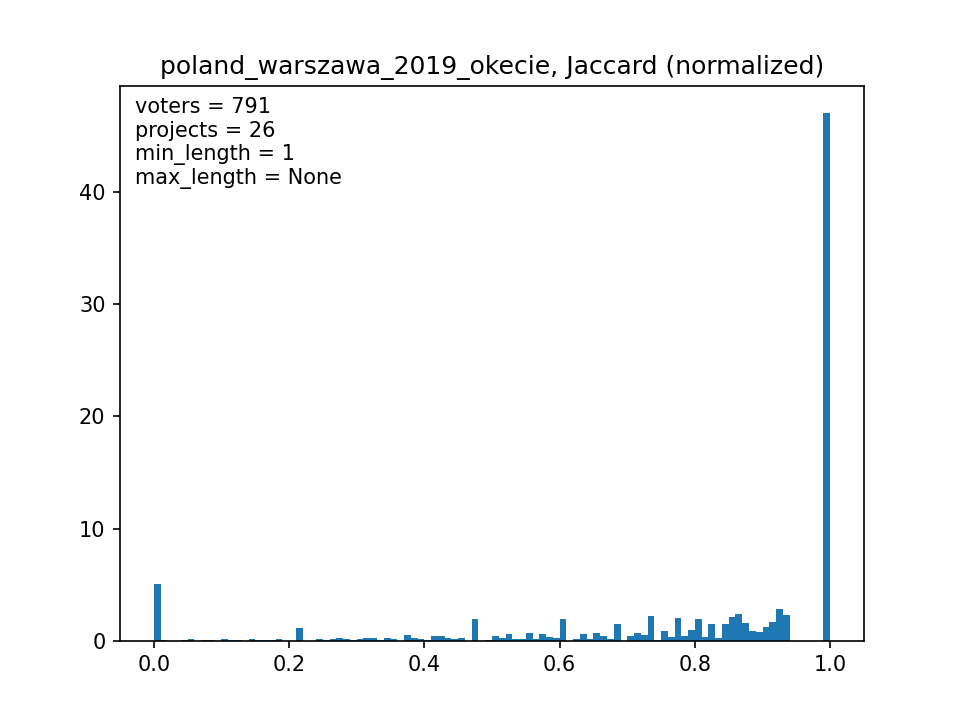 poland_warszawa_2019_okecie, Jaccard (normalized)
voters = 791
projects = 26
min_length = 1
max_length = None
40
30
20
10
0
0.0 0.2 0.4 0.6 0.8 1.0